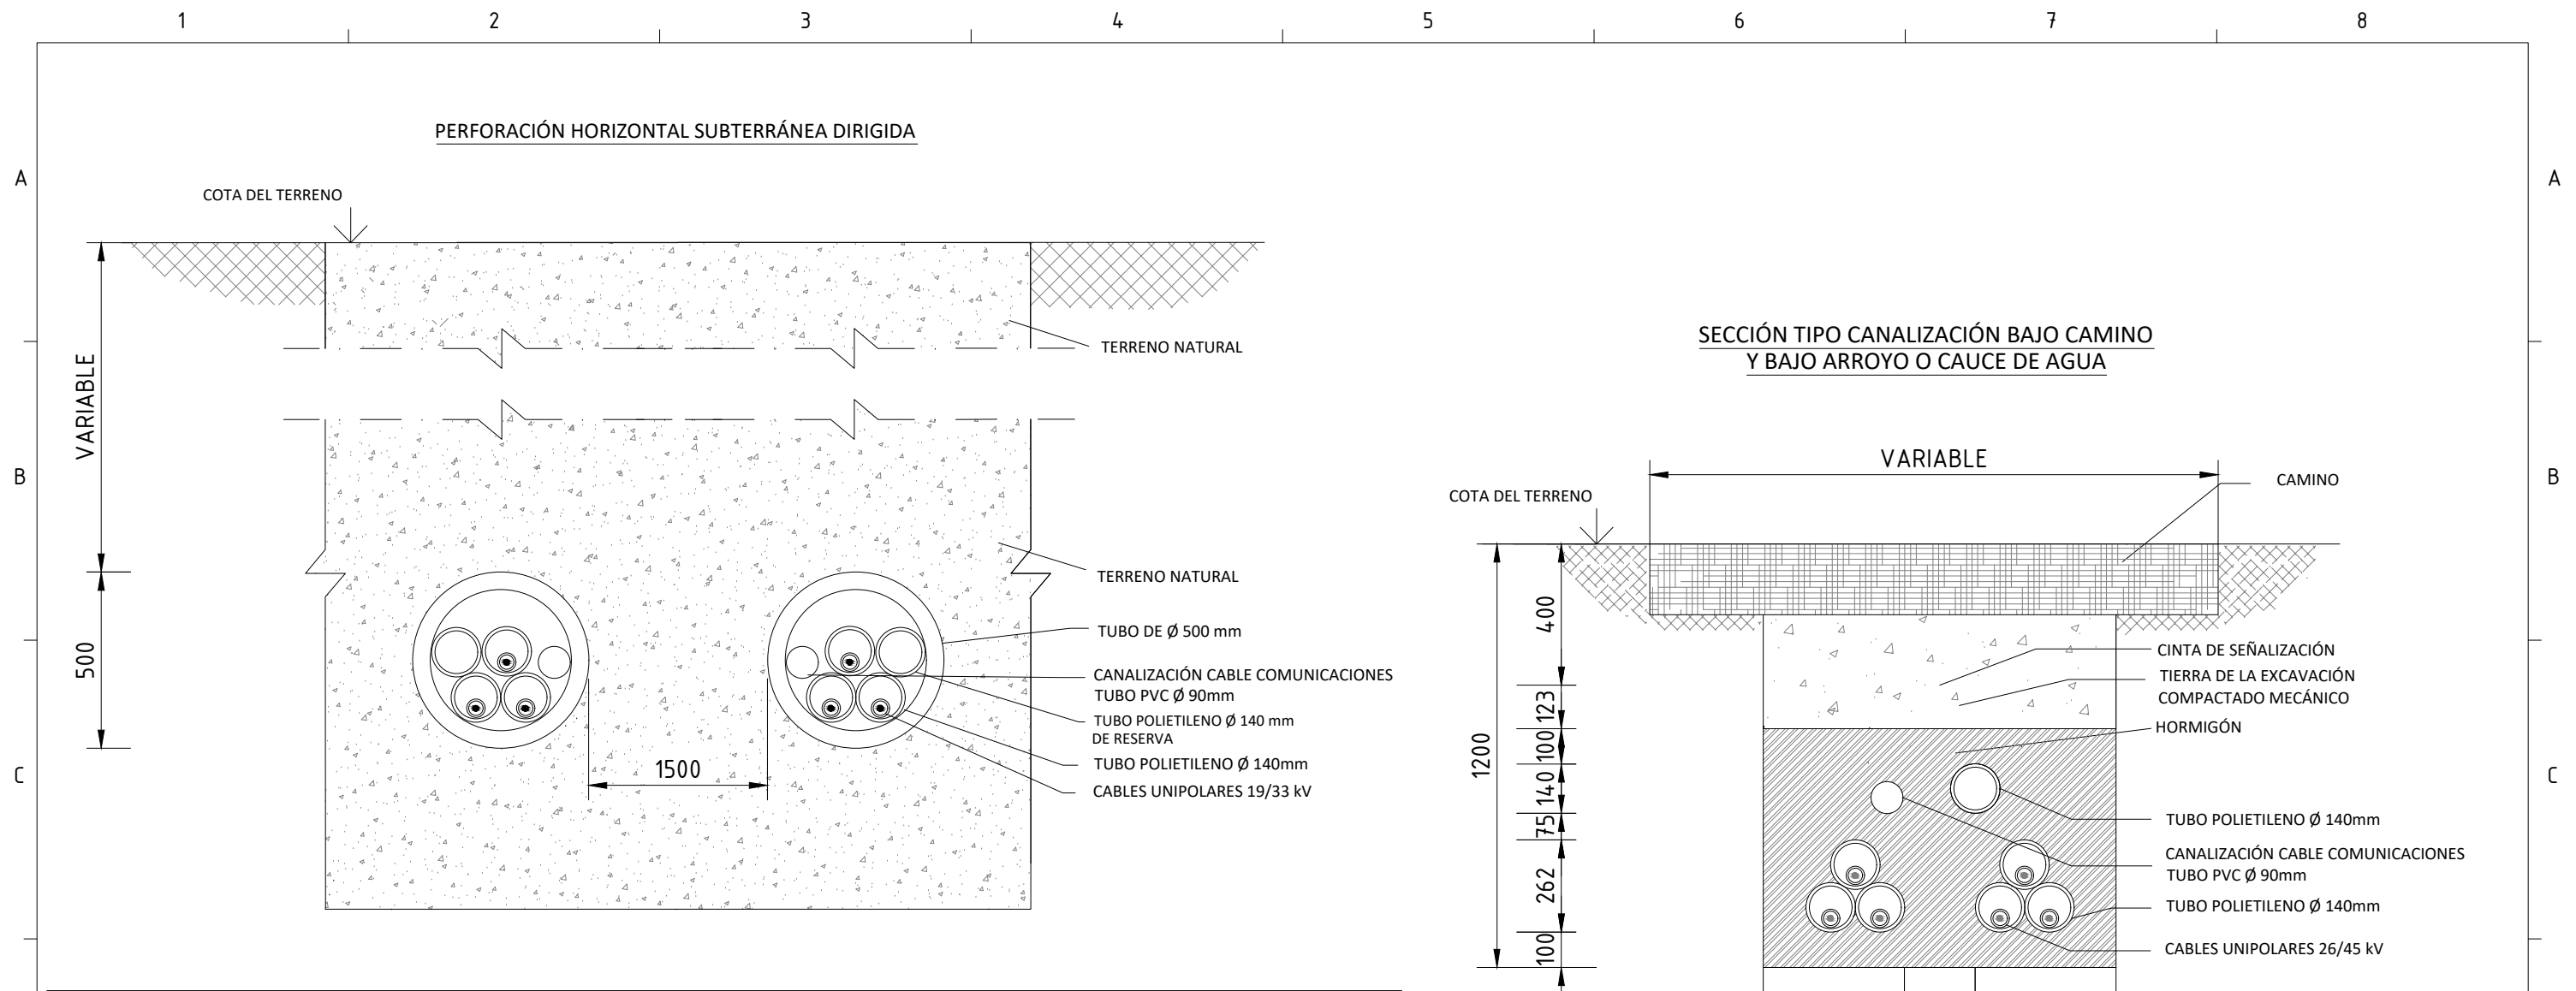 1 2 3 4 5 6 7 8
A A
B B
C C
PERFORACIÓN HORIZONTAL SUBTERRÁNEA DIRIGIDA
COTA DEL TERRENO
VARIABLE
500
TERRENO NATURAL
TERRENO NATURAL
TUBO DE Ø 500 mm
CANALIZACIÓN CABLE COMUNICACIONES
TUBO PVC Ø 90mm
TUBO POLIETILENO Ø 140 mm
DE RESERVA
TUBO POLIETILENO Ø 140mm
CABLES UNIPOLARES 19/33 kV
1500
SECCIÓN TIPO CANALIZACIÓN BAJO CAMINO
Y BAJO ARROYO O CAUCE DE AGUA
VARIABLE
COTA DEL TERRENO
CAMINO
1200
400
123
100
140
75
262
100
CINTA DE SEÑALIZACIÓN
TIERRA DE LA EXCAVACIÓN
COMPACTADO MECÁNICO
HORMIGÓN
TUBO POLIETILENO Ø 140mm
CANALIZACIÓN CABLE COMUNICACIONES
TUBO PVC Ø 90mm
TUBO POLIETILENO Ø 140mm
CABLES UNIPOLARES 26/45 kV